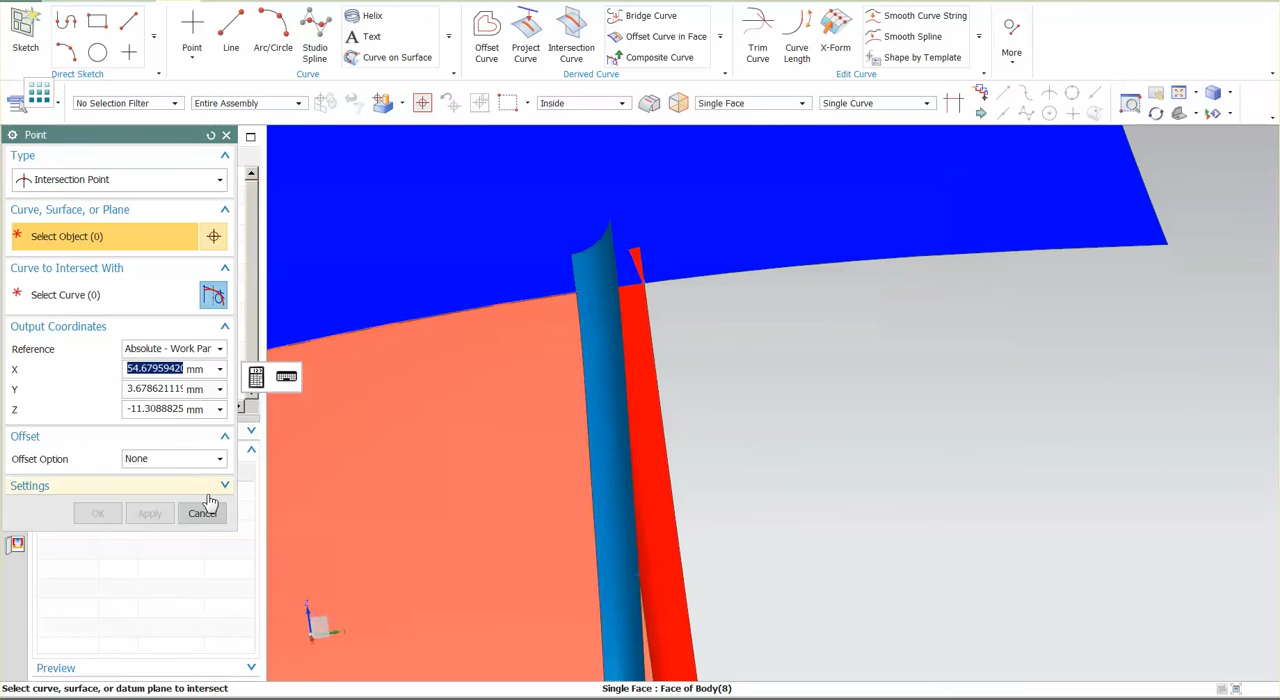 Sketch
Direct Sketch
Point
Line
Arc/Circle
Studio
Spline
Helix
Text
Curve on Surface
Curve
Offset
Curve
Project
Curve
Intersection
Curve
Bridge Curve
Offset Curve in Face
Composite Curve
Derived Curve
Trim
Curve
Curve
Length
X-Form
Smooth Curve String
Smooth Spline
Shape by Template
Edit Curve
More
No Selection Filter
Entire Assembly
Inside
Single Face
Single Curve
Point
Type
Intersection Point
Curve, Surface, or Plane
* Select Object (0)
Curve to Intersect With
* Select Curve (0)
Output Coordinates
Reference Absolute - Work Par
X 54.67959420 mm
Y 3.678621119 mm
Z -11.3088825 mm
Offset
Offset Option None
Settings
OK Apply Cancel
Preview
Select curve, surface, or datum plane to intersect
Single Face : Face of Body(8)